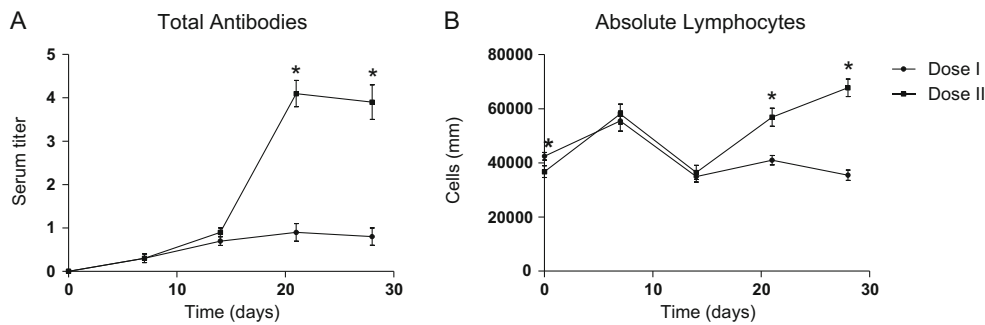 A
Total Antibodies
Serum titer
5
4
3
2
1
0
0
10
20
30
Time (days)
*
*
B
Absolute Lymphocytes
Cells (mm)
80000
60000
40000
20000
0
0
10
20
30
Time (days)
*
*
*
Dose I
Dose II